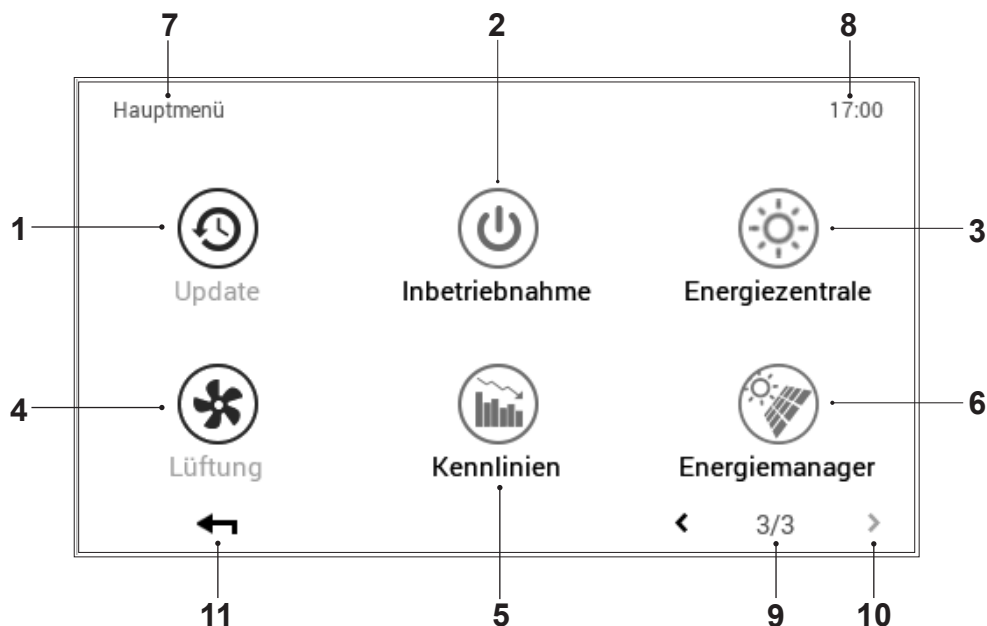 7 2 8
Hauptmenü 17:00
1 3
Update Inbetriebnahme Energiezentrale
4 6
Lüftung Kennlinien Energiemanager
3/3
11 5 9 10